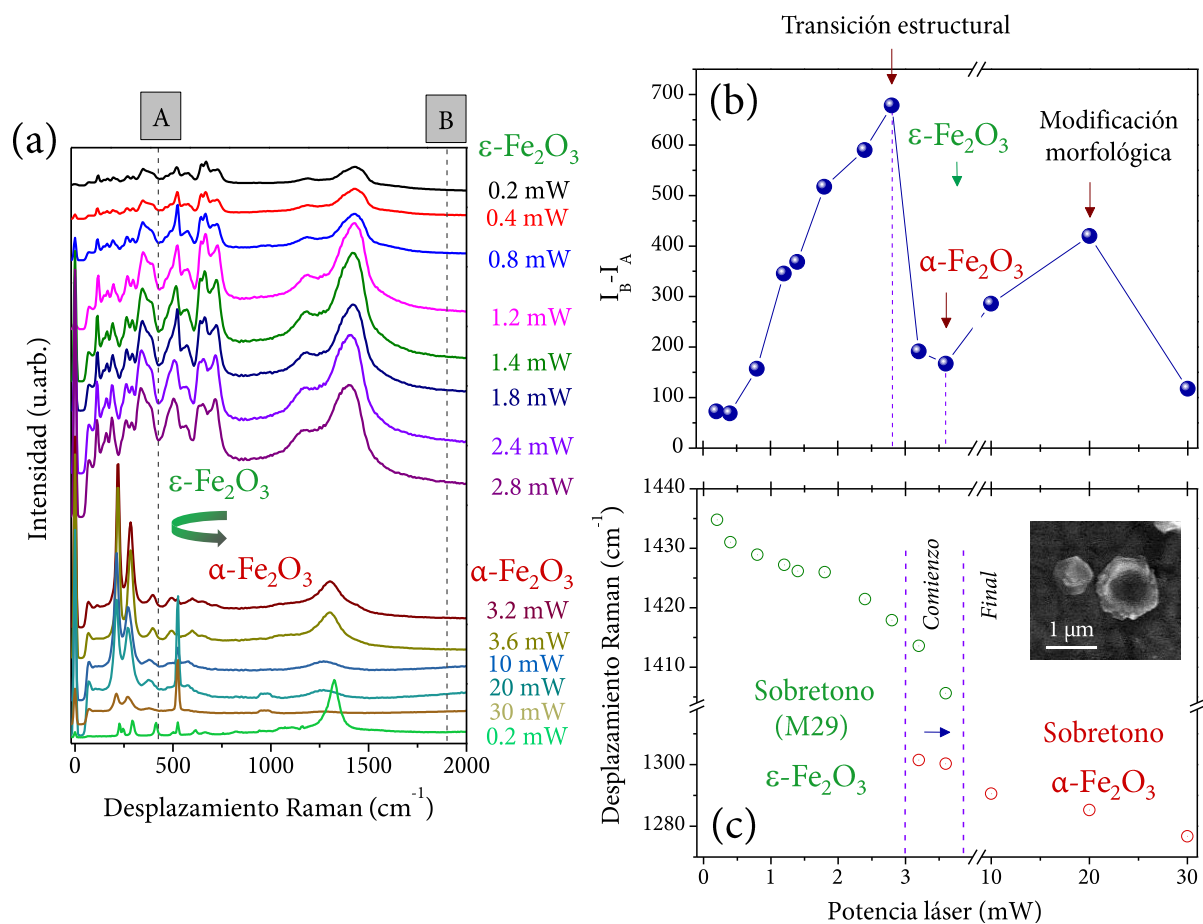 (a)
A
B
ε-Fe₂O₃
0.2 mW
0.4 mW
0.8 mW
1.2 mW
1.4 mW
1.8 mW
2.4 mW
2.8 mW
ε-Fe₂O₃
α-Fe₂O₃
α-Fe₂O₃
3.2 mW
3.6 mW
10 mW
20 mW
30 mW
0.2 mW
Intensidad (u.arb.)
0 500 1000 1500 2000
Desplazamiento Raman (cm⁻¹)
Transición estructural
(b)
ε-Fe₂O₃
Modificación
morfológica
α-Fe₂O₃
I_B-I_A
700
600
500
400
300
200
100
0
1440
1430
1420
1410
1300
1280
Desplazamiento Raman (cm⁻¹)
Comienzo
Final
1 µm
Sobretono
(M29)
ε-Fe₂O₃
Sobretono
α-Fe₂O₃
(c)
0 1 2 3 10 20 30
Potencia láser (mW)